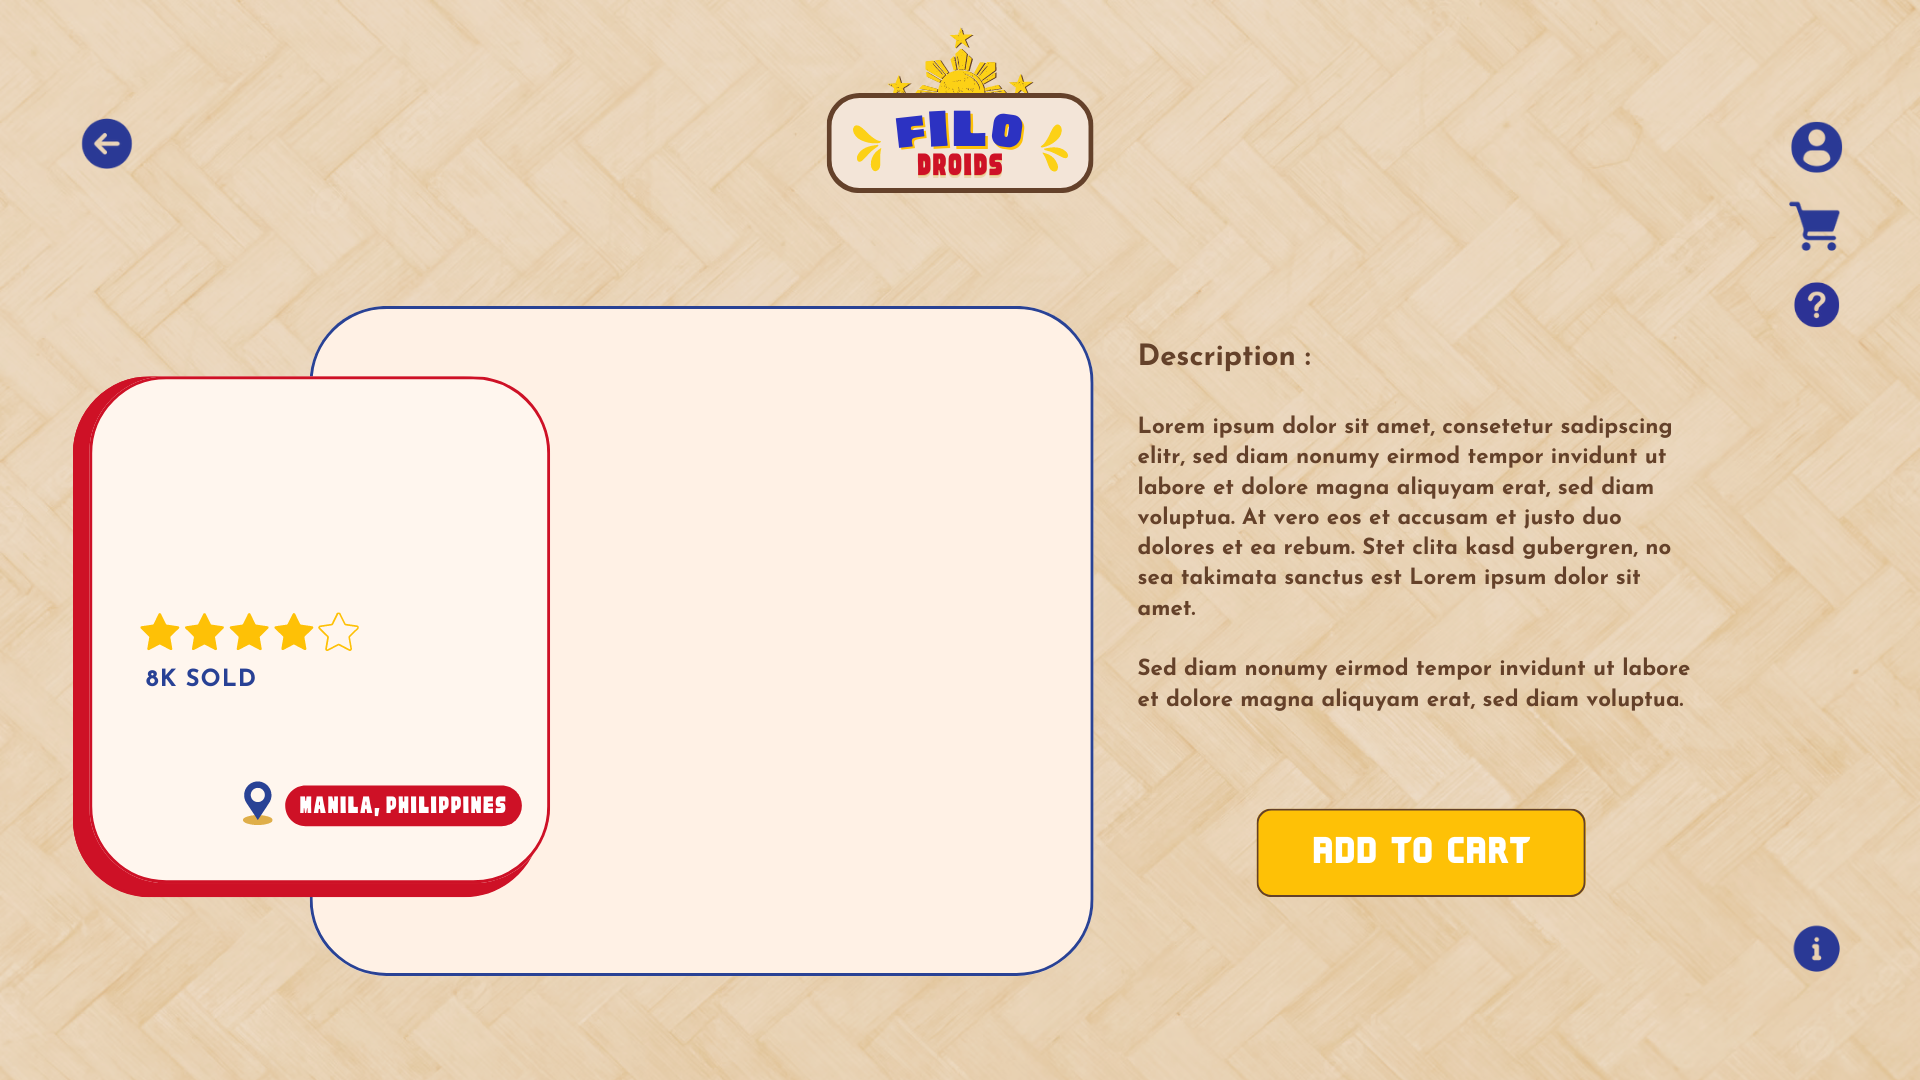 FILO
DROIDS
Description :
Lorem ipsum dolor sit amet, consetetur sadipscing
elitr, sed diam nonumy eirmod tempor invidunt ut
labore et dolore magna aliquyam erat, sed diam
voluptua. At vero eos et accusam et justo duo
dolores et ea rebum. Stet clita kasd gubergren, no
sea takimata sanctus est Lorem ipsum dolor sit
amet.
Sed diam nonumy eirmod tempor invidunt ut labore
et dolore magna aliquyam erat, sed diam voluptua.
8K SOLD
MANILA, PHILIPPINES
ADD TO CART